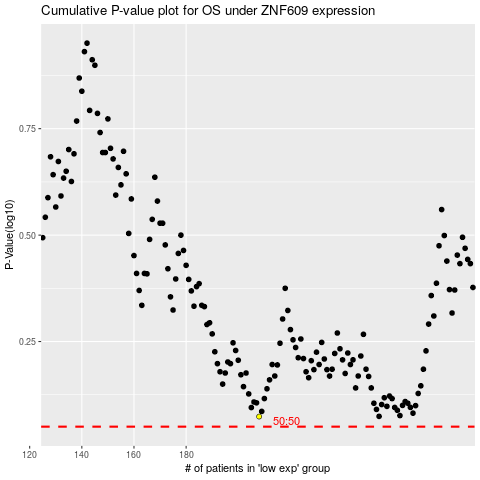 Cumulative P-value plot for OS under ZNF609 expression
P-Value(log10)
0.75
0.50
0.25
50:50
120
140
160
180
# of patients in 'low exp' group